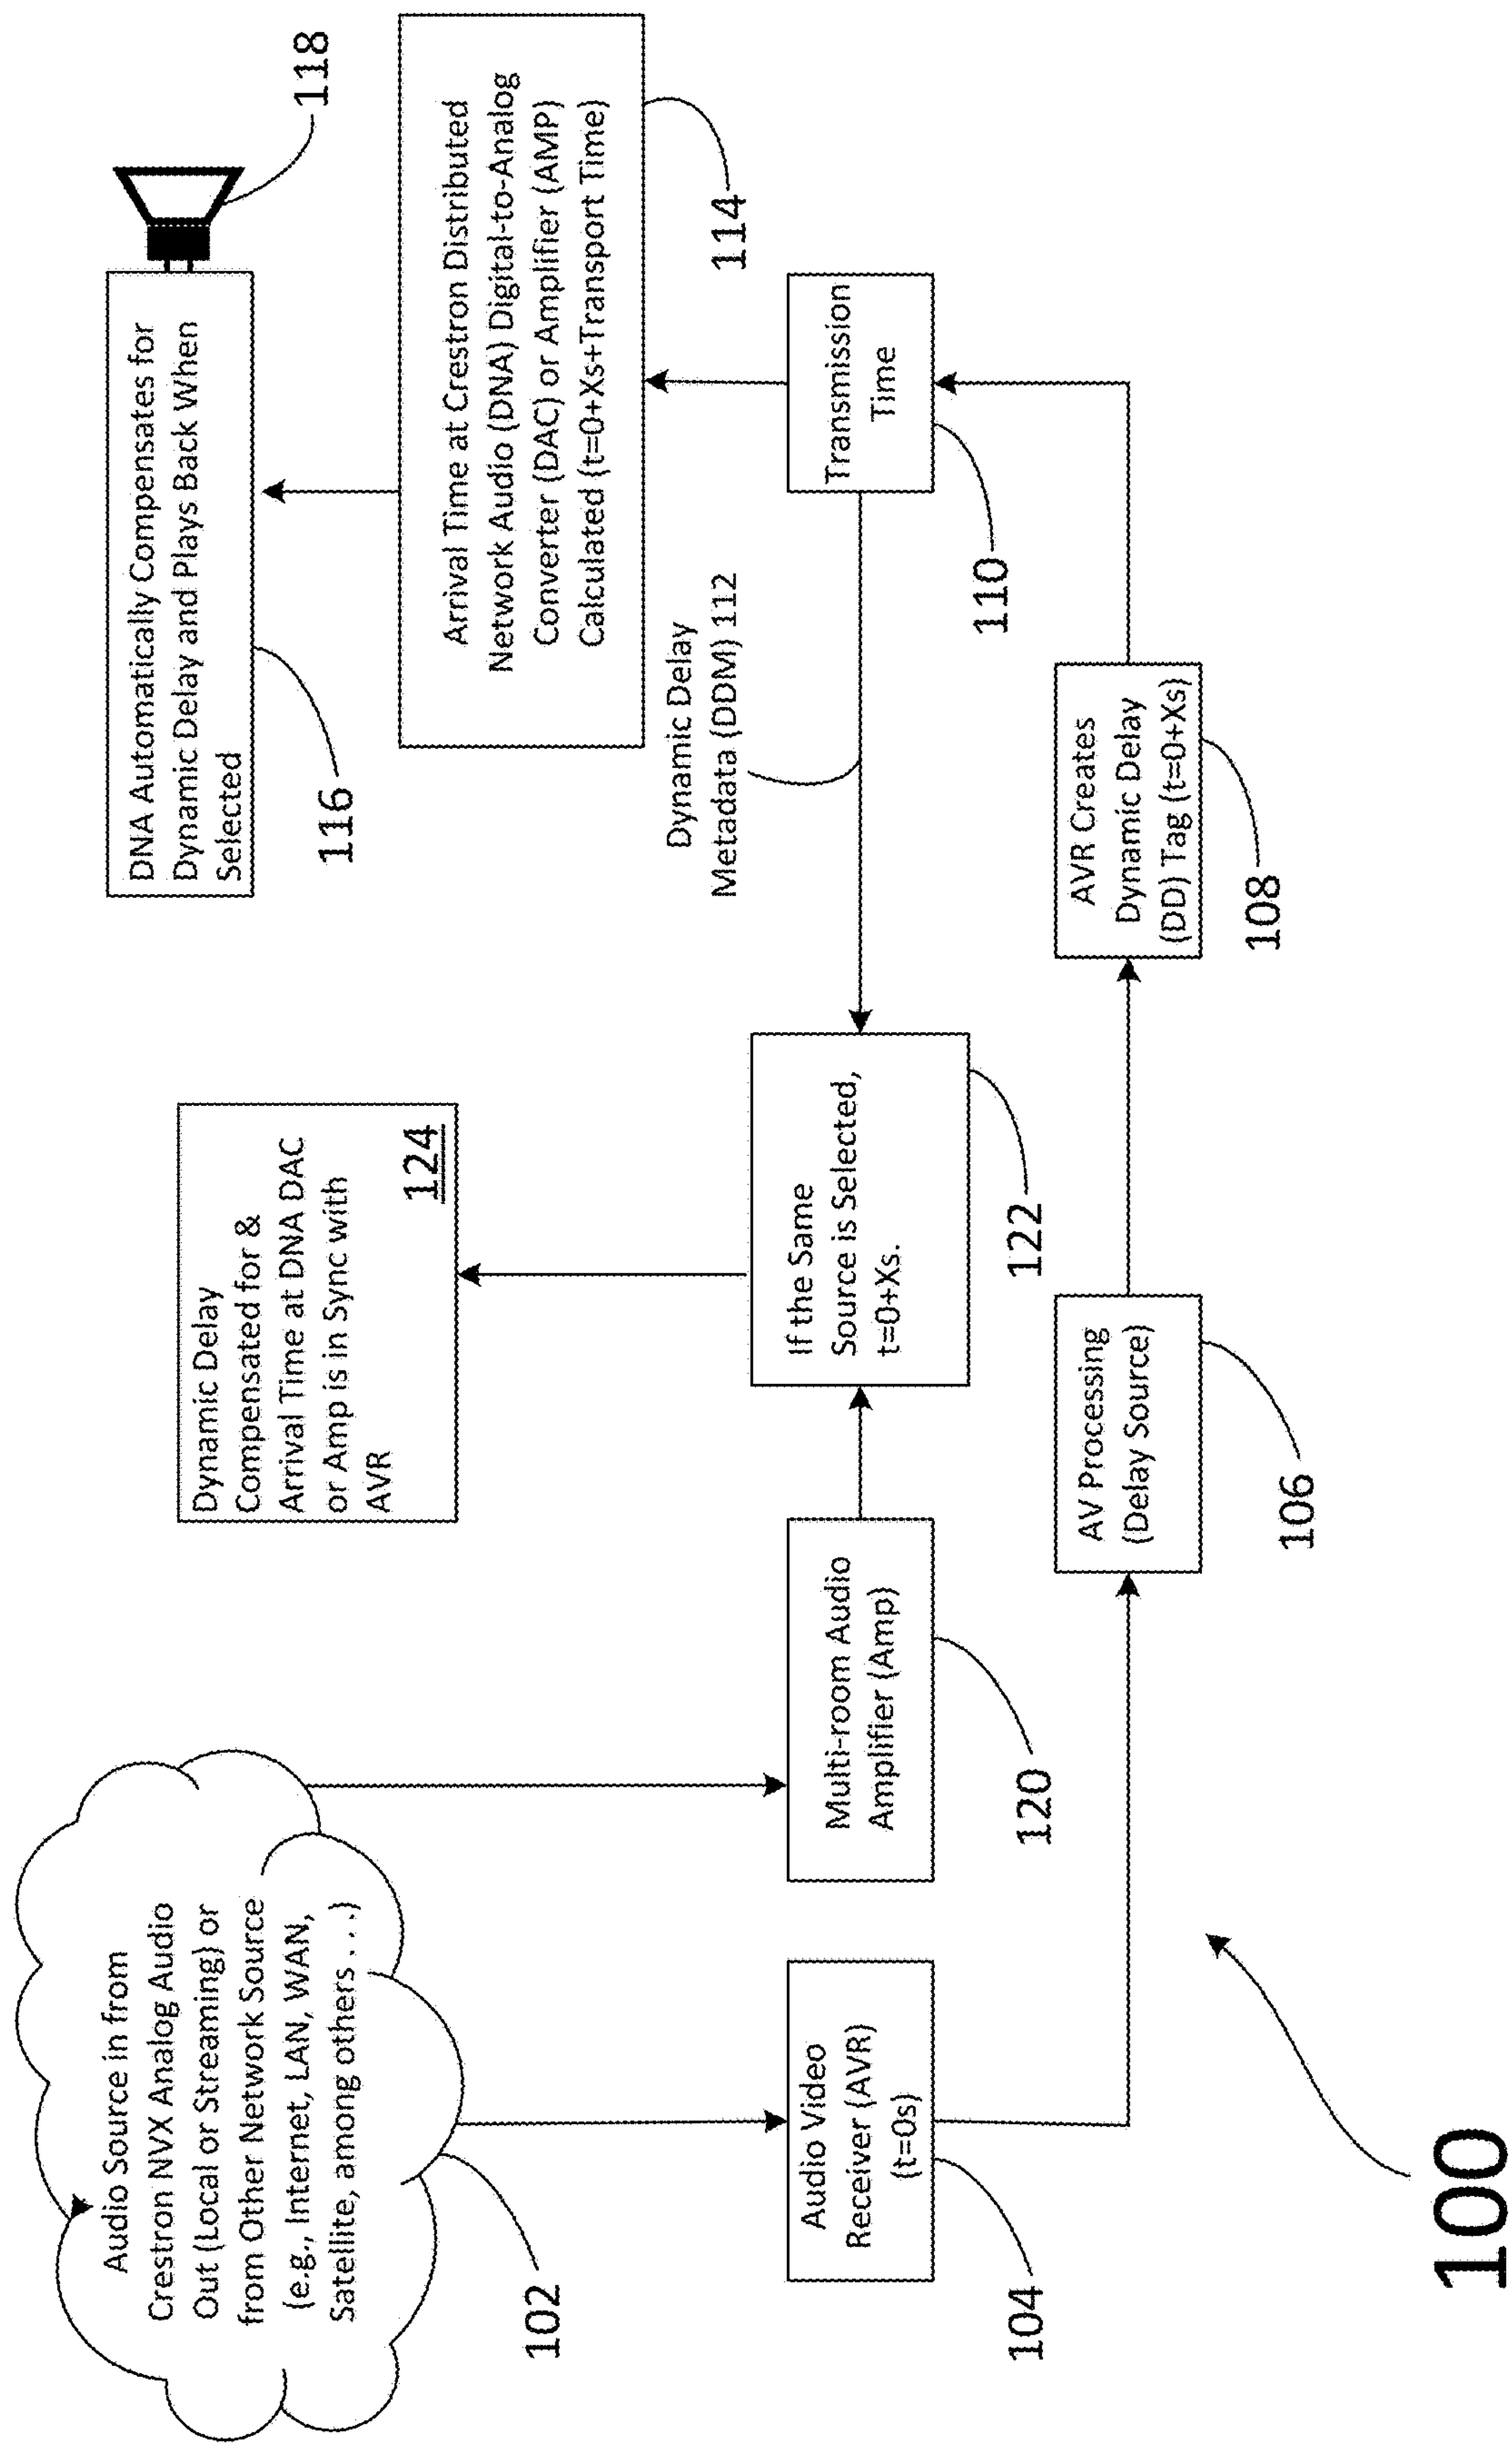 Audio Source in from
Crestron NVX Analog Audio
Out (Local or Streaming) or
from Other Network Source
(e.g., Internet, LAN, WAN,
Satellite, among others . . .)
102
Audio Video
Receiver (AVR)
(t=0s)
104
Multi-room Audio
Amplifier (Amp)
120
AV Processing
(Delay Source)
106
AVR Creates
Dynamic Delay
(DD) Tag (t=0+Xs)
108
Transmission
Time
110
Dynamic Delay
Metadata (DDM) 112
If the Same
Source is Selected,
t=0+Xs.
122
Dynamic Delay
Compensated for &
Arrival Time at DNA DAC
or Amp is in Sync with
AVR
124
Arrival Time at Crestron Distributed
Network Audio (DNA) Digital-to-Analog
Converter (DAC) or Amplifier (AMP)
Calculated (t=0+Xs+Transport Time)
114
DNA Automatically Compensates for
Dynamic Delay and Plays Back When
Selected
116
118
100